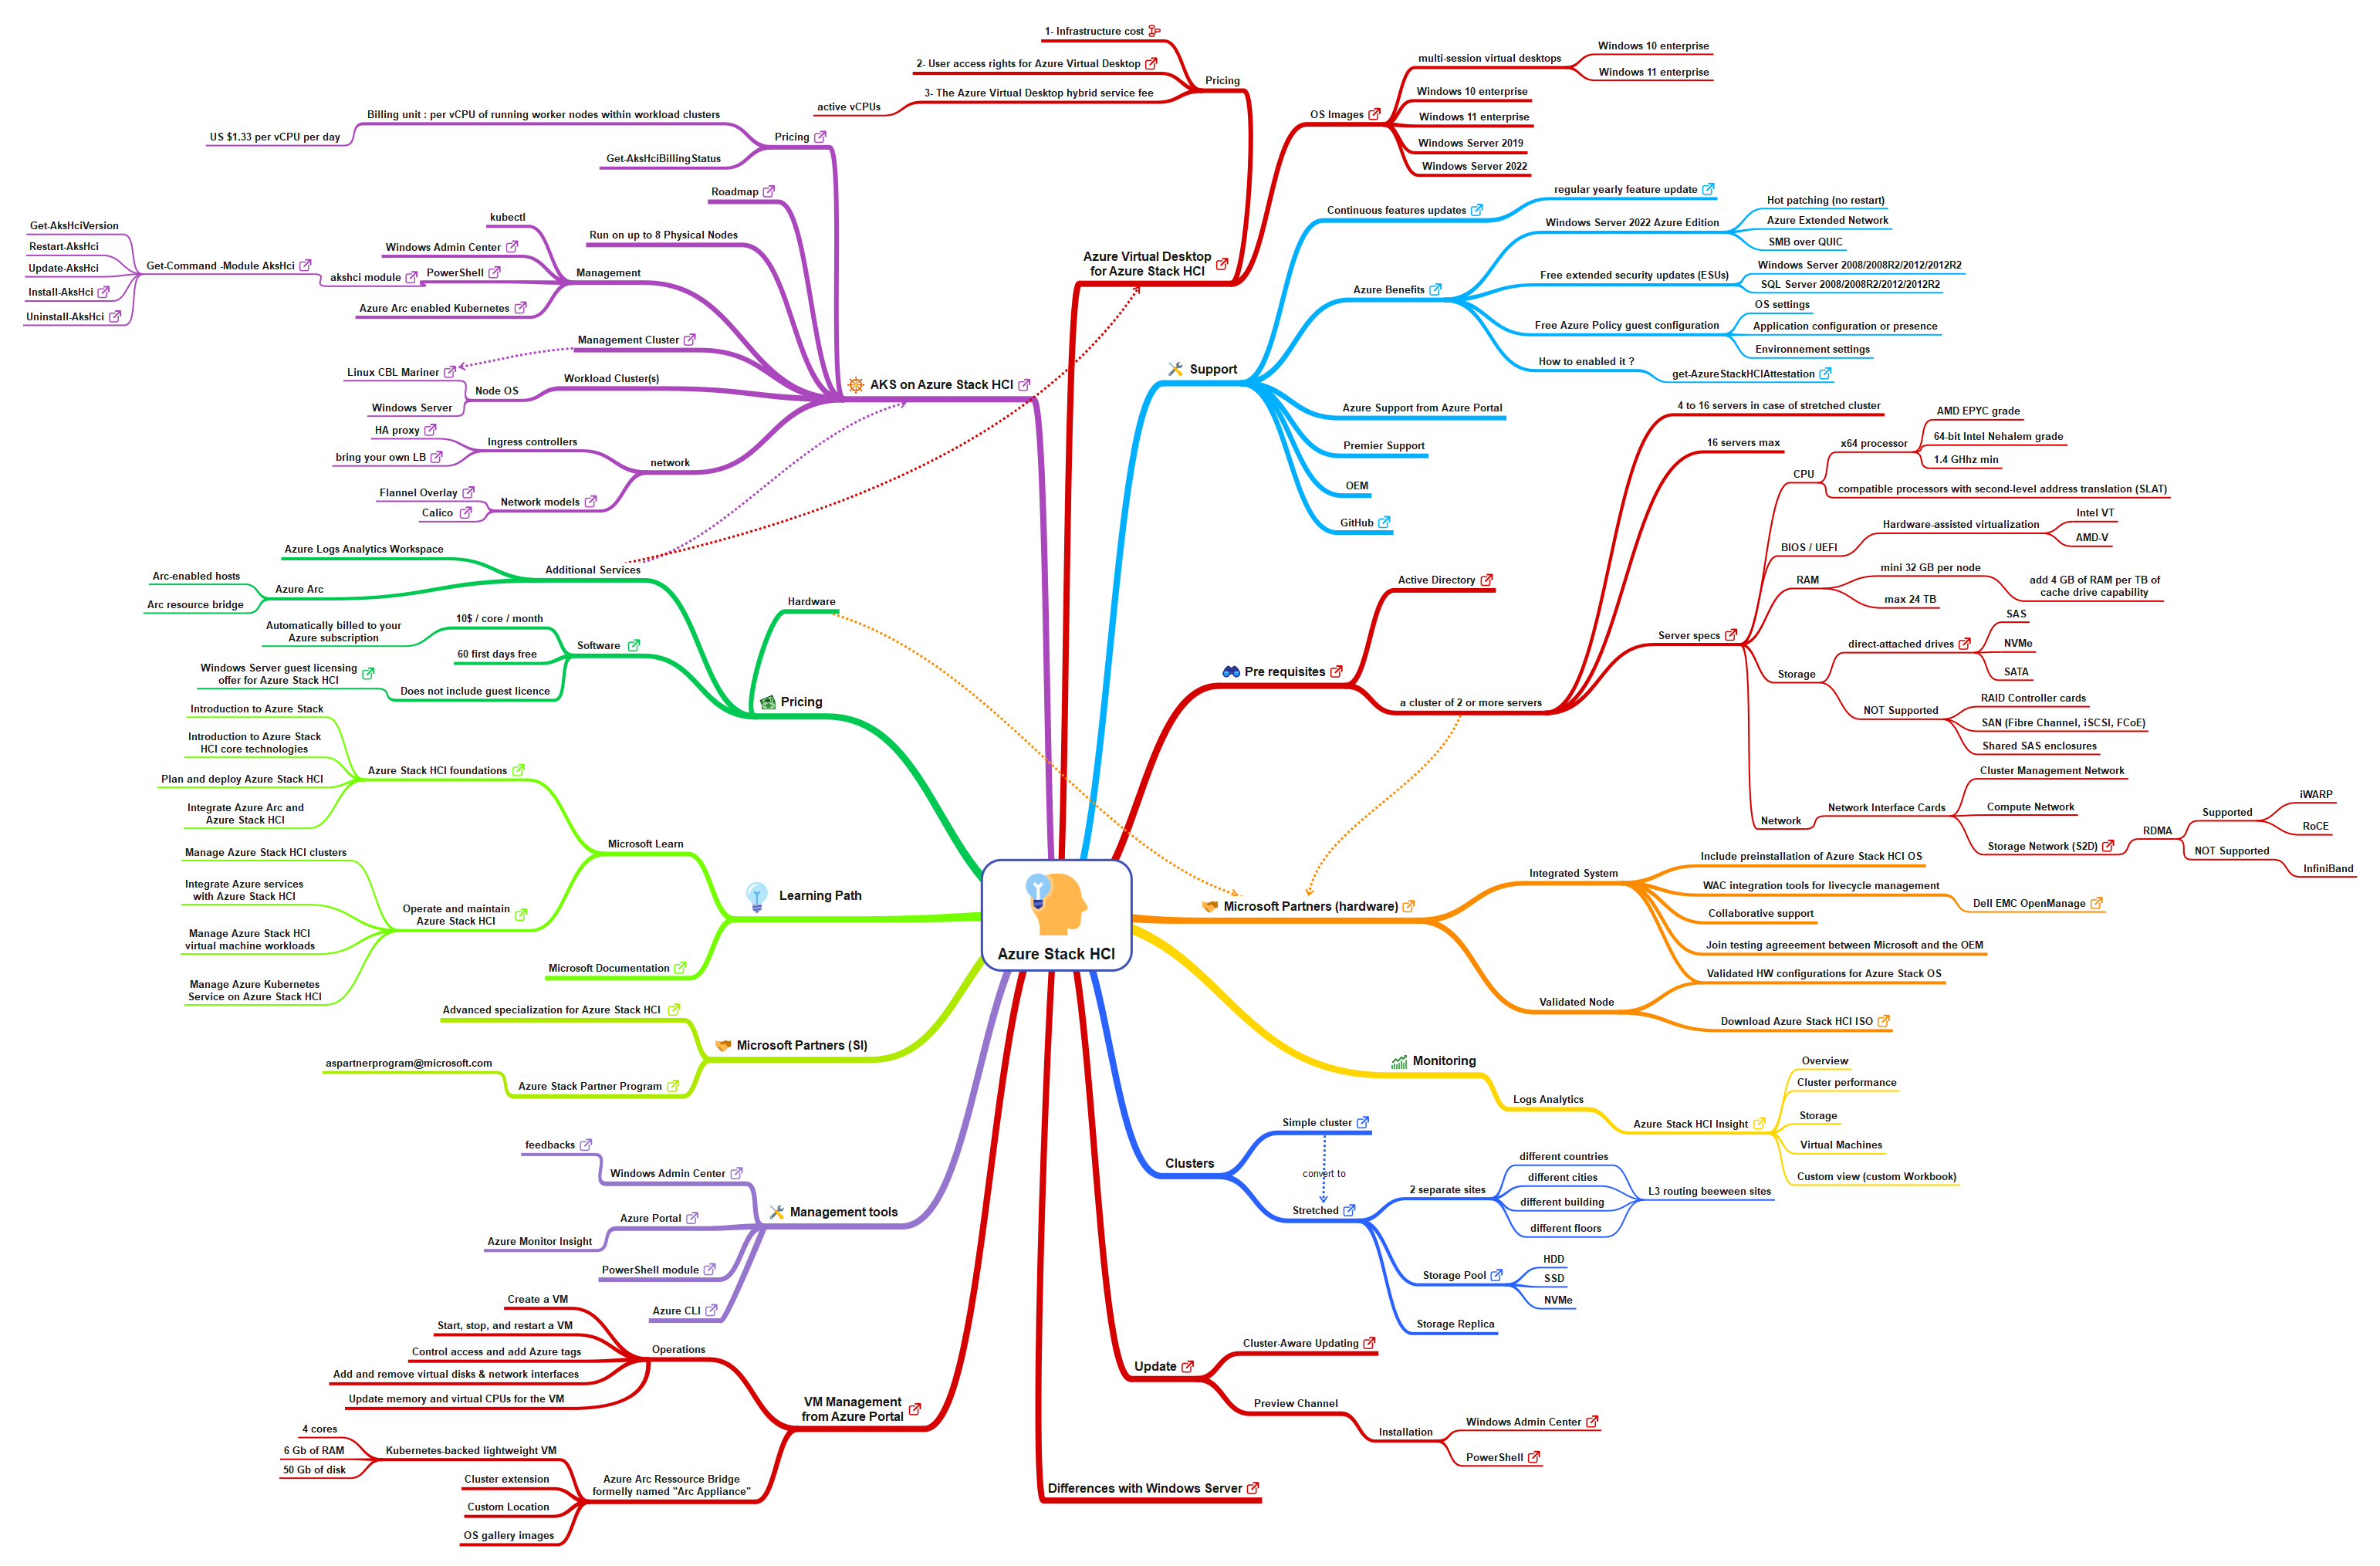 Azure Stack HCI
Azure Virtual Desktop
for Azure Stack HCI
Pricing
1- Infrastructure cost
2- User access rights for Azure Virtual Desktop
3- The Azure Virtual Desktop hybrid service fee
active vCPUs
OS Images
multi-session virtual desktops
Windows 10 enterprise
Windows 11 enterprise
Windows 10 enterprise
Windows 11 enterprise
Windows Server 2019
Windows Server 2022
Support
Continuous features updates
regular yearly feature update
Azure Benefits
Windows Server 2022 Azure Edition
Hot patching (no restart)
Azure Extended Network
SMB over QUIC
Free extended security updates (ESUs)
Windows Server 2008/2008R2/2012/2012R2
SQL Server 2008/2008R2/2012/2012R2
Free Azure Policy guest configuration
OS settings
Application configuration or presence
Environnement settings
How to enabled it ?
get-AzureStackHCIAttestation
Azure Support from Azure Portal
Premier Support
OEM
GitHub
Pre requisites
Active Directory
a cluster of 2 or more servers
4 to 16 servers in case of stretched cluster
16 servers max
Server specs
CPU
x64 processor
AMD EPYC grade
64-bit Intel Nehalem grade
1.4 GHhz min
compatible processors with second-level address translation (SLAT)
BIOS / UEFI
Hardware-assisted virtualization
Intel VT
AMD-V
RAM
mini 32 GB per node
add 4 GB of RAM per TB of
cache drive capability
max 24 TB
Storage
direct-attached drives
SAS
NVMe
SATA
NOT Supported
RAID Controller cards
SAN (Fibre Channel, iSCSI, FCoE)
Shared SAS enclosures
Network
Network Interface Cards
Cluster Management Network
Compute Network
Storage Network (S2D)
RDMA
Supported
iWARP
RoCE
NOT Supported
InfiniBand
Microsoft Partners (hardware)
Integrated System
Include preinstallation of Azure Stack HCI OS
WAC integration tools for livecycle management
Dell EMC OpenManage
Collaborative support
Join testing agreeement between Microsoft and the OEM
Validated HW configurations for Azure Stack OS
Validated Node
Download Azure Stack HCI ISO
Monitoring
Logs Analytics
Azure Stack HCI Insight
Overview
Cluster performance
Storage
Virtual Machines
Custom view (custom Workbook)
Clusters
Simple cluster
convert to
Stretched
2 separate sites
different countries
different cities
different building
different floors
L3 routing beeween sites
Storage Pool
HDD
SSD
NVMe
Storage Replica
Update
Cluster-Aware Updating
Preview Channel
Installation
Windows Admin Center
PowerShell
Differences with Windows Server
AKS on Azure Stack HCI
Pricing
Billing unit : per vCPU of running worker nodes within workload clusters
US $1.33 per vCPU per day
Get-AksHciBillingStatus
Roadmap
Run on up to 8 Physical Nodes
Management
kubectl
Windows Admin Center
PowerShell
akshci module
Get-Command -Module AksHci
Get-AksHciVersion
Restart-AksHci
Update-AksHci
Install-AksHci
Uninstall-AksHci
Azure Arc enabled Kubernetes
Management Cluster
Workload Cluster(s)
Node OS
Linux CBL Mariner
Windows Server
network
Ingress controllers
HA proxy
bring your own LB
Network models
Flannel Overlay
Calico
Pricing
Hardware
Additional Services
Azure Logs Analytics Workspace
Azure Arc
Arc-enabled hosts
Arc resource bridge
Software
10$ / core / month
Automatically billed to your
Azure subscription
60 first days free
Does not include guest licence
Windows Server guest licensing
offer for Azure Stack HCI
Learning Path
Microsoft Learn
Azure Stack HCI foundations
Introduction to Azure Stack
Introduction to Azure Stack
HCI core technologies
Plan and deploy Azure Stack HCI
Integrate Azure Arc and
Azure Stack HCI
Operate and maintain
Azure Stack HCI
Manage Azure Stack HCI clusters
Integrate Azure services
with Azure Stack HCI
Manage Azure Stack HCI
virtual machine workloads
Manage Azure Kubernetes
Service on Azure Stack HCI
Microsoft Documentation
Microsoft Partners (SI)
Advanced specialization for Azure Stack HCI
Azure Stack Partner Program
aspartnerprogram@microsoft.com
Management tools
Windows Admin Center
feedbacks
Azure Portal
Azure Monitor Insight
PowerShell module
Azure CLI
VM Management
from Azure Portal
Operations
Create a VM
Start, stop, and restart a VM
Control access and add Azure tags
Add and remove virtual disks & network interfaces
Update memory and virtual CPUs for the VM
Azure Arc Ressource Bridge
formelly named "Arc Appliance"
Kubernetes-backed lightweight VM
4 cores
6 Gb of RAM
50 Gb of disk
Cluster extension
Custom Location
OS gallery images